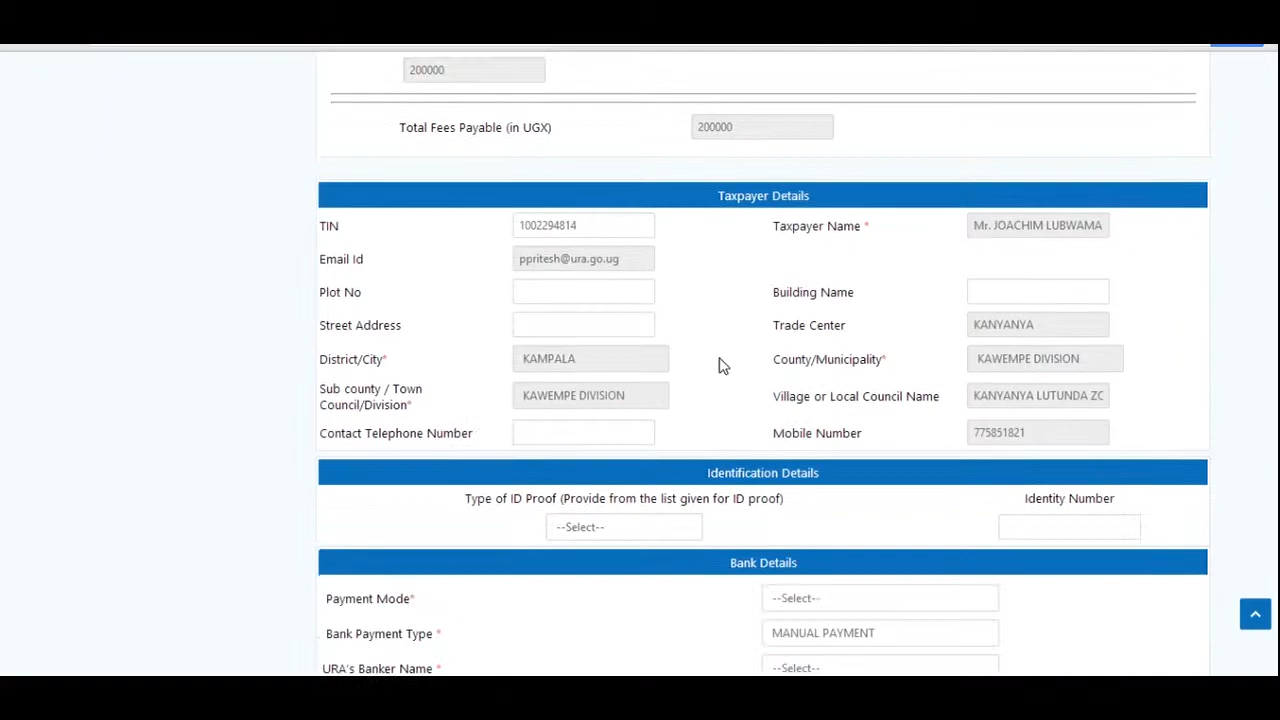 200000
Total Fees Payable (in UGX) 200000
Taxpayer Details
TIN 1002294814 Taxpayer Name * Mr. JOACHIM LUBWAMA
Email Id ppritesh@ura.go.ug
Plot No Building Name
Street Address Trade Center KANYANYA
District/City* KAMPALA County/Municipality* KAWEMPE DIVISION
Sub county / Town
Council/Division* KAWEMPE DIVISION Village or Local Council Name KANYANYA LUTUNDA ZC
Contact Telephone Number Mobile Number 775851821
Identification Details
Type of ID Proof (Provide from the list given for ID proof) Identity Number
--Select--
Bank Details
Payment Mode* --Select--
Bank Payment Type * MANUAL PAYMENT
URA's Banker Name * --Select--